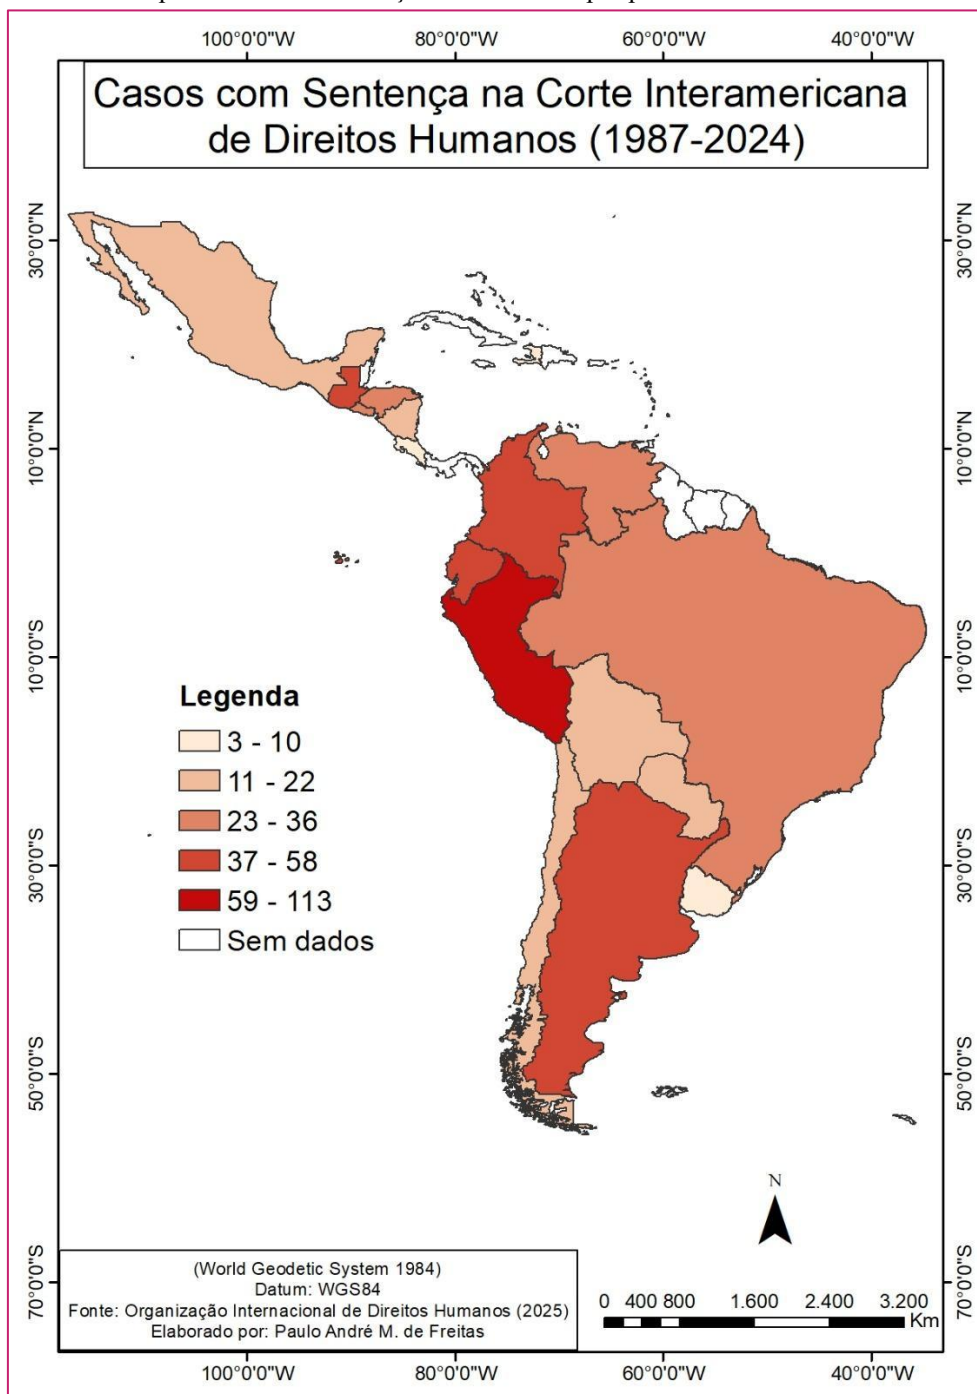 100°0'0"W 80°0'0"W 60°0'0"W 40°0'0"W
Casos com Sentença na Corte Interamericana
de Direitos Humanos (1987-2024)
30°0'0"N 30°0'0"N
10°0'0"N 10°0'0"N
10°0'0"S 10°0'0"S
Legenda
3 - 10
11 - 22
23 - 36
37 - 58
59 - 113
Sem dados
30°0'0"S 30°0'0"S
50°0'0"S 50°0'0"S
N
70°0'0"S 70°0'0"S
(World Geodetic System 1984)
Datum: WGS84
Fonte: Organização Internacional de Direitos Humanos (2025)
Elaborado por: Paulo André M. de Freitas
0 400 800 1.600 2.400 3.200
Km
100°0'0"W 80°0'0"W 60°0'0"W 40°0'0"W